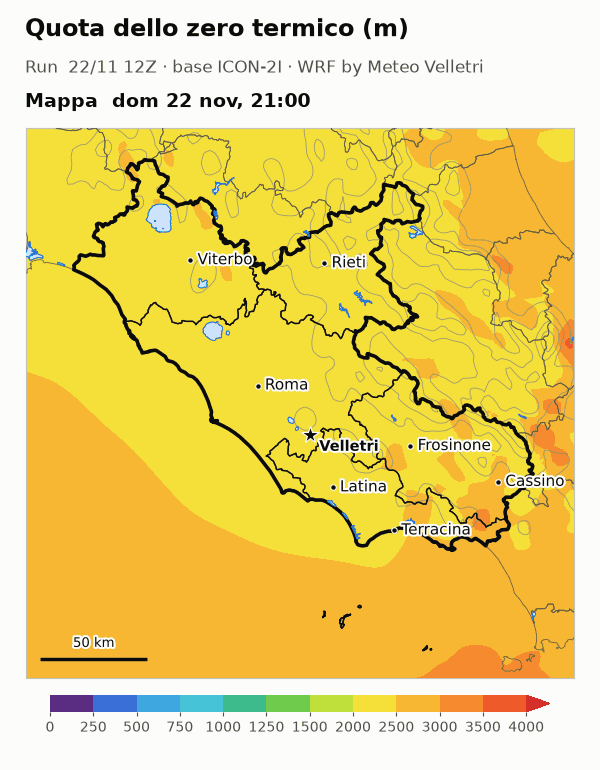 Quota dello zero termico (m)
Run  22/11 12Z · base ICON-2I · WRF by Meteo Velletri
Mappa  dom 22 nov, 21:00
Viterbo
Rieti
Roma
Velletri
Frosinone
Latina
Cassino
Terracina
50 km
0 250 500 750 1000 1250 1500 2000 2500 3000 3500 4000